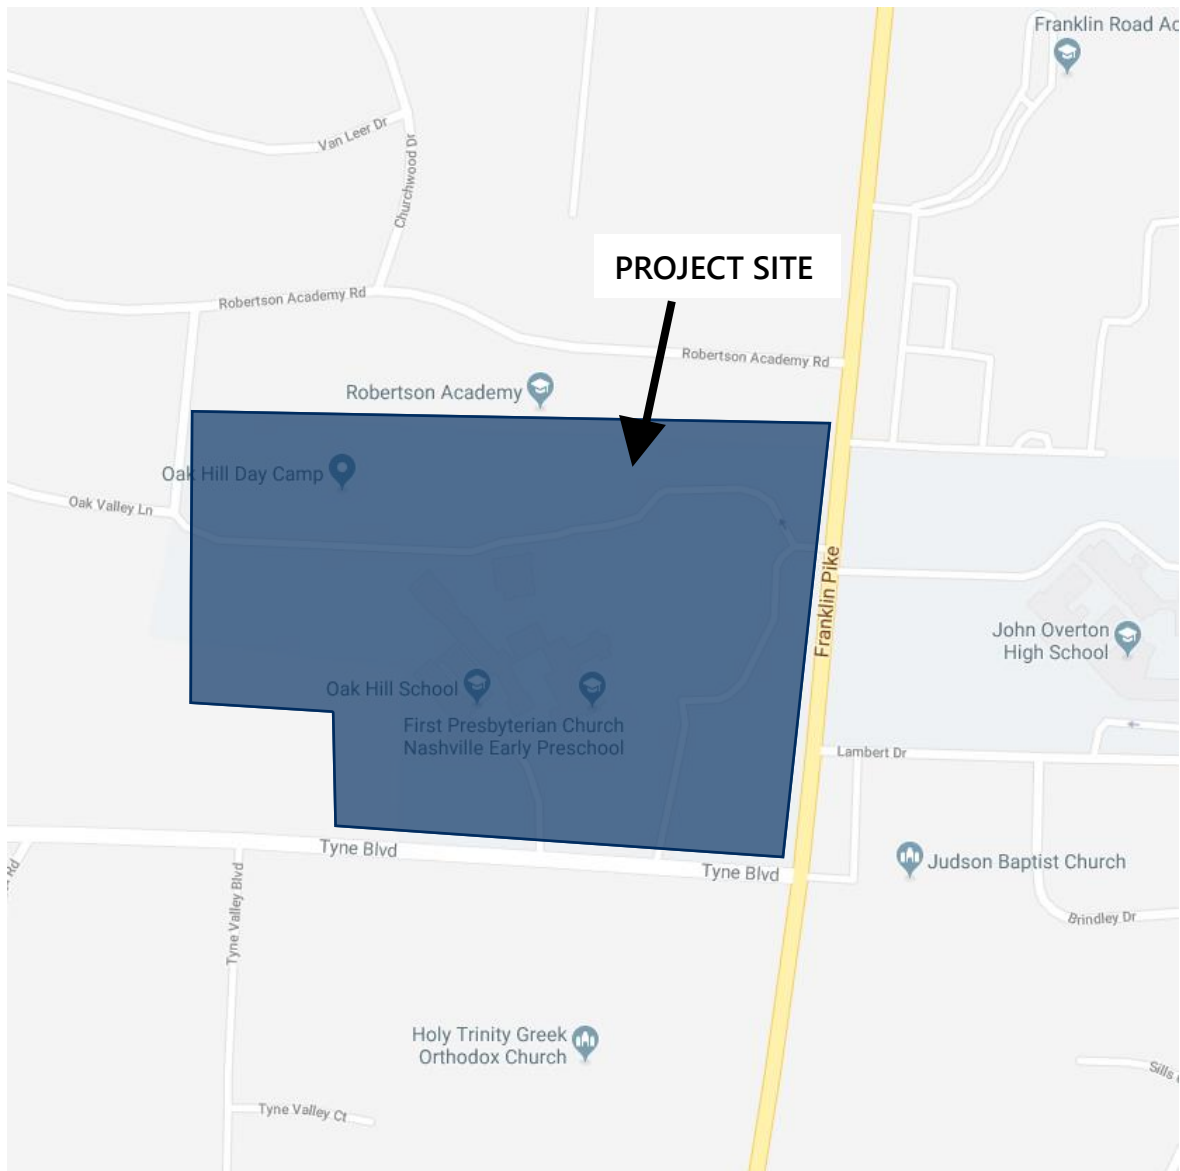 Franklin Road Ac
Van Leer Dr
Churchwood Dr
PROJECT SITE
Robertson Academy Rd
Robertson Academy Rd
Robertson Academy
Oak Hill Day Camp
Oak Valley Ln
Franklin Pike
John Overton
High School
Oak Hill School
First Presbyterian Church
Nashville Early Preschool
Lambert Dr
Tyne Blvd
Tyne Blvd
Judson Baptist Church
Rd
Tyne Valley Blvd
Brindley Dr
Holy Trinity Greek
Orthodox Church
Sills
Tyne Valley Ct